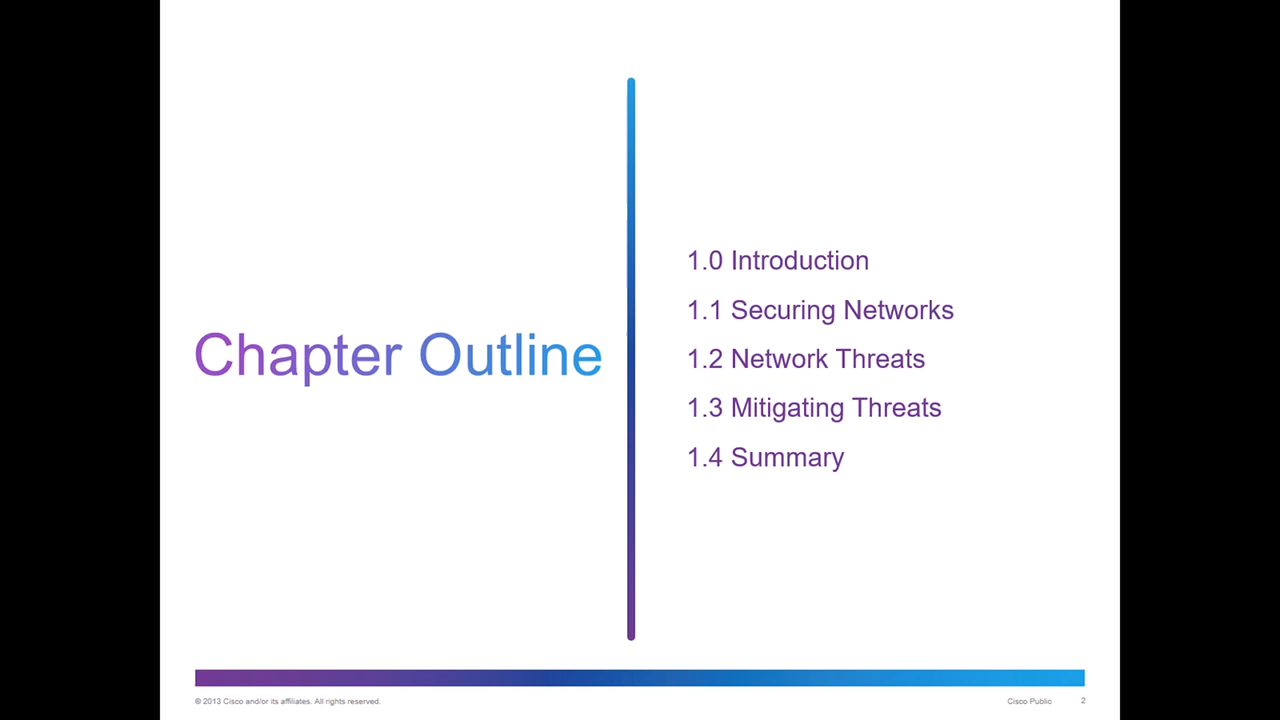 Chapter Outline
1.0 Introduction
1.1 Securing Networks
1.2 Network Threats
1.3 Mitigating Threats
1.4 Summary
© 2013 Cisco and/or its affiliates. All rights reserved.
Cisco Public
2